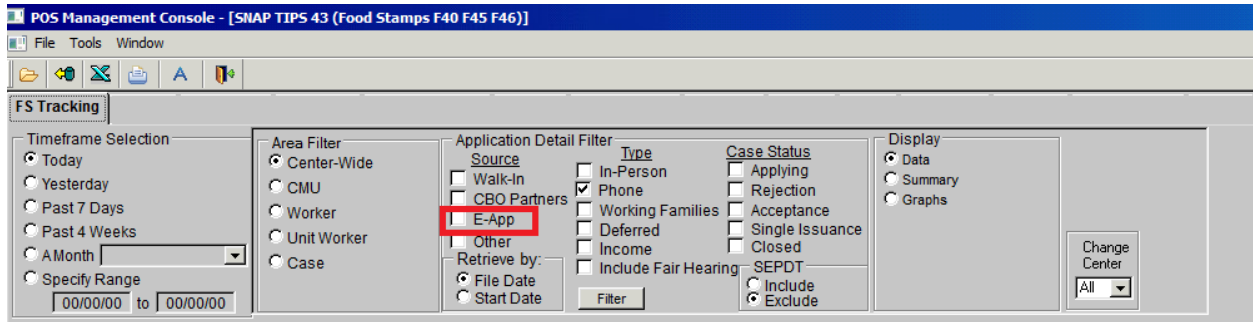 POS Management Console - [SNAP TIPS 43 (Food Stamps F40 F45 F46)]
File Tools Window
A
FS Tracking
Timeframe Selection
Today
Yesterday
Past 7 Days
Past 4 Weeks
A Month
Specify Range
00/00/00 to 00/00/00
Area Filter
Center-Wide
CMU
Worker
Unit Worker
Case
Application Detail Filter
Source
Walk-In
CBO Partners
E-App
Other
Retrieve by:
File Date
Start Date
Type
In-Person
Phone
Working Families
Deferred
Income
Include Fair Hearing
Filter
Case Status
Applying
Rejection
Acceptance
Single Issuance
Closed
SEPDT
Include
Exclude
Display
Data
Summary
Graphs
Change
Center
All